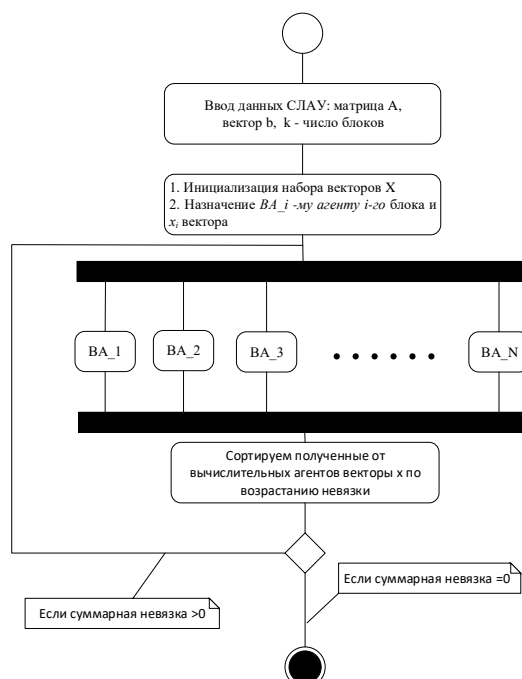 Ввод данных СЛАУ: матрица A,
вектор b, k - число блоков
1. Инициализация набора векторов X
2. Назначение BA_i -му агенту i-го блока и
xᵢ вектора
BA_1
BA_2
BA_3
. . . . . .
BA_N
Сортируем полученные от
вычислительных агентов векторы x по
возрастанию невязки
Если суммарная невязка =0
Если суммарная невязка >0